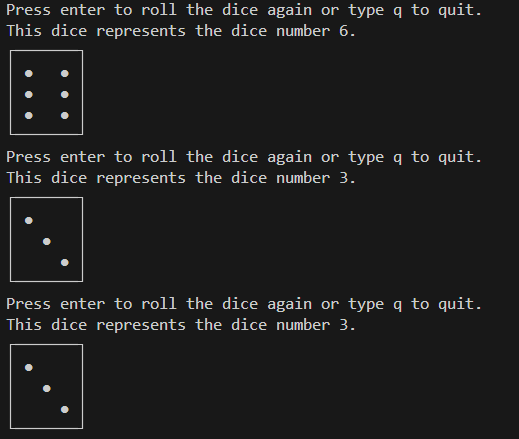 Press enter to roll the dice again or type q to quit.
This dice represents the dice number 6.
Press enter to roll the dice again or type q to quit.
This dice represents the dice number 3.
Press enter to roll the dice again or type q to quit.
This dice represents the dice number 3.